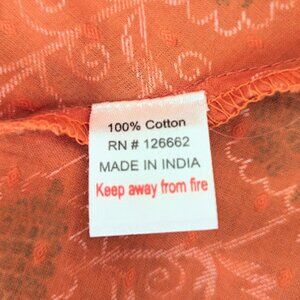 100% Cotton
RN # 126662
MADE IN INDIA
Keep away from fire